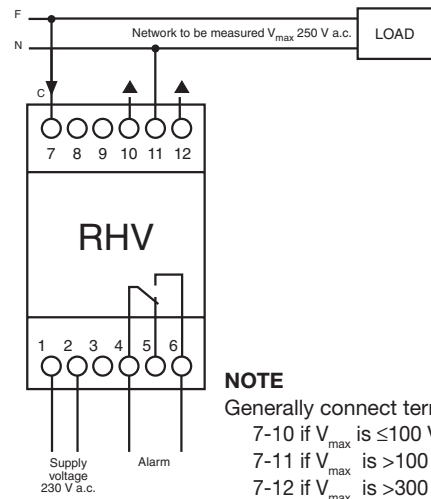 F
N
Network to be measured Vmax 250 V a.c.
LOAD
C
7 8 9 10 11 12
RHV
1 2 3 4 5 6
Supply
voltage
230 V a.c.
Alarm
NOTE
Generally connect term
7-10 if Vmax is ≤100 V
7-11 if Vmax is >100
7-12 if Vmax is >300